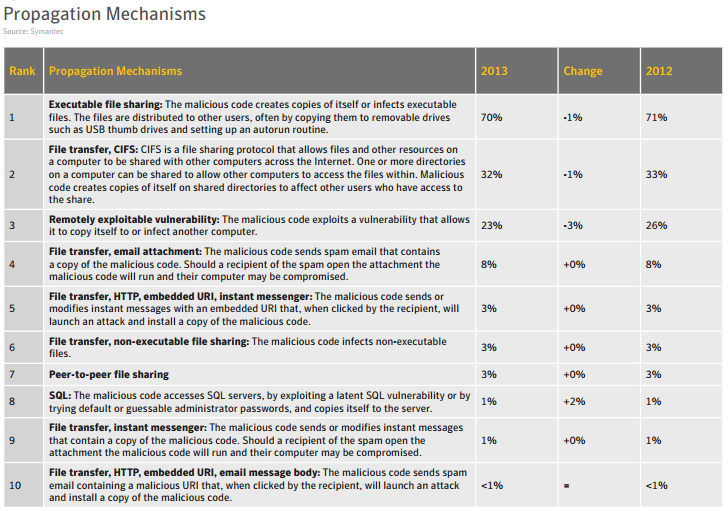 Propagation Mechanisms
Source: Symantec
Rank Propagation Mechanisms 2013 Change 2012
Executable file sharing: The malicious code creates copies of itself or infects executable
1 files. The files are distributed to other users, often by copying them to removable drives 70% -1% 71%
such as USB thumb drives and setting up an autorun routine.
File transfer, CIFS: CIFS is a file sharing protocol that allows files and other resources on
a computer to be shared with other computers across the Internet. One or more directories
2 on a computer can be shared to allow other computers to access the files within. Malicious 32% -1% 33%
code creates copies of itself on shared directories to affect other users who have access to
the share.
3 Remotely exploitable vulnerability: The malicious code exploits a vulnerability that allows 23% -3% 26%
it to copy itself to or infect another computer.
File transfer, email attachment: The malicious code sends spam email that contains
4 a copy of the malicious code. Should a recipient of the spam open the attachment the 8% +0% 8%
malicious code will run and their computer may be compromised.
File transfer, HTTP, embedded URI, instant messenger: The malicious code sends or
5 modifies instant messages with an embedded URI that, when clicked by the recipient, will 3% +0% 3%
launch an attack and install a copy of the malicious code.
6 File transfer, non-executable file sharing: The malicious code infects non-executable 3% +0% 3%
files.
7 Peer-to-peer file sharing 3% +0% 3%
8 SQL: The malicious code accesses SQL servers, by exploiting a latent SQL vulnerability or by 1% +2% 1%
trying default or guessable administrator passwords, and copies itself to the server.
File transfer, instant messenger: The malicious code sends or modifies instant messages
9 that contain a copy of the malicious code. Should a recipient of the spam open the 1% +0% 1%
attachment the malicious code will run and their computer may be compromised.
File transfer, HTTP, embedded URI, email message body: The malicious code sends spam
10 email containing a malicious URI that, when clicked by the recipient, will launch an attack <1% = <1%
and install a copy of the malicious code.